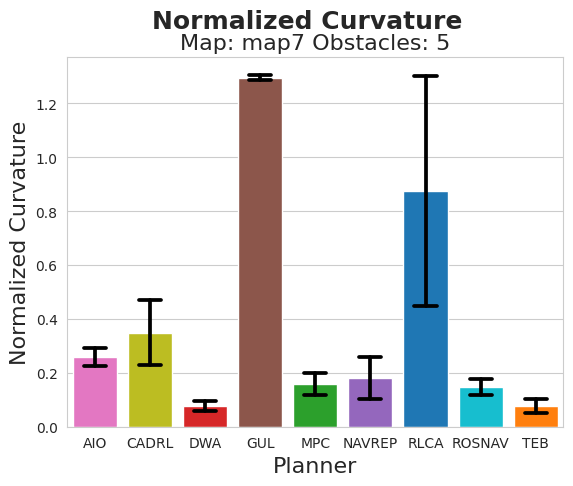 Normalized Curvature
Map: map7 Obstacles: 5
Normalized Curvature
1.2
1.0
0.8
0.6
0.4
0.2
0.0
AIO CADRL DWA GUL MPC NAVREP RLCA ROSNAV TEB
Planner